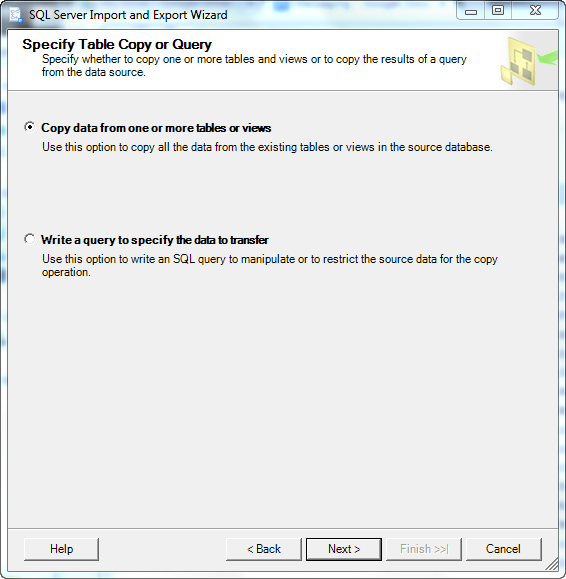 SQL Server Import and Export Wizard
Specify Table Copy or Query
Specify whether to copy one or more tables and views or to copy the results of a query
from the data source.
Copy data from one or more tables or views
Use this option to copy all the data from the existing tables or views in the source database.
Write a query to specify the data to transfer
Use this option to write an SQL query to manipulate or to restrict the source data for the copy
operation.
Help
< Back
Next >
Finish >>|
Cancel